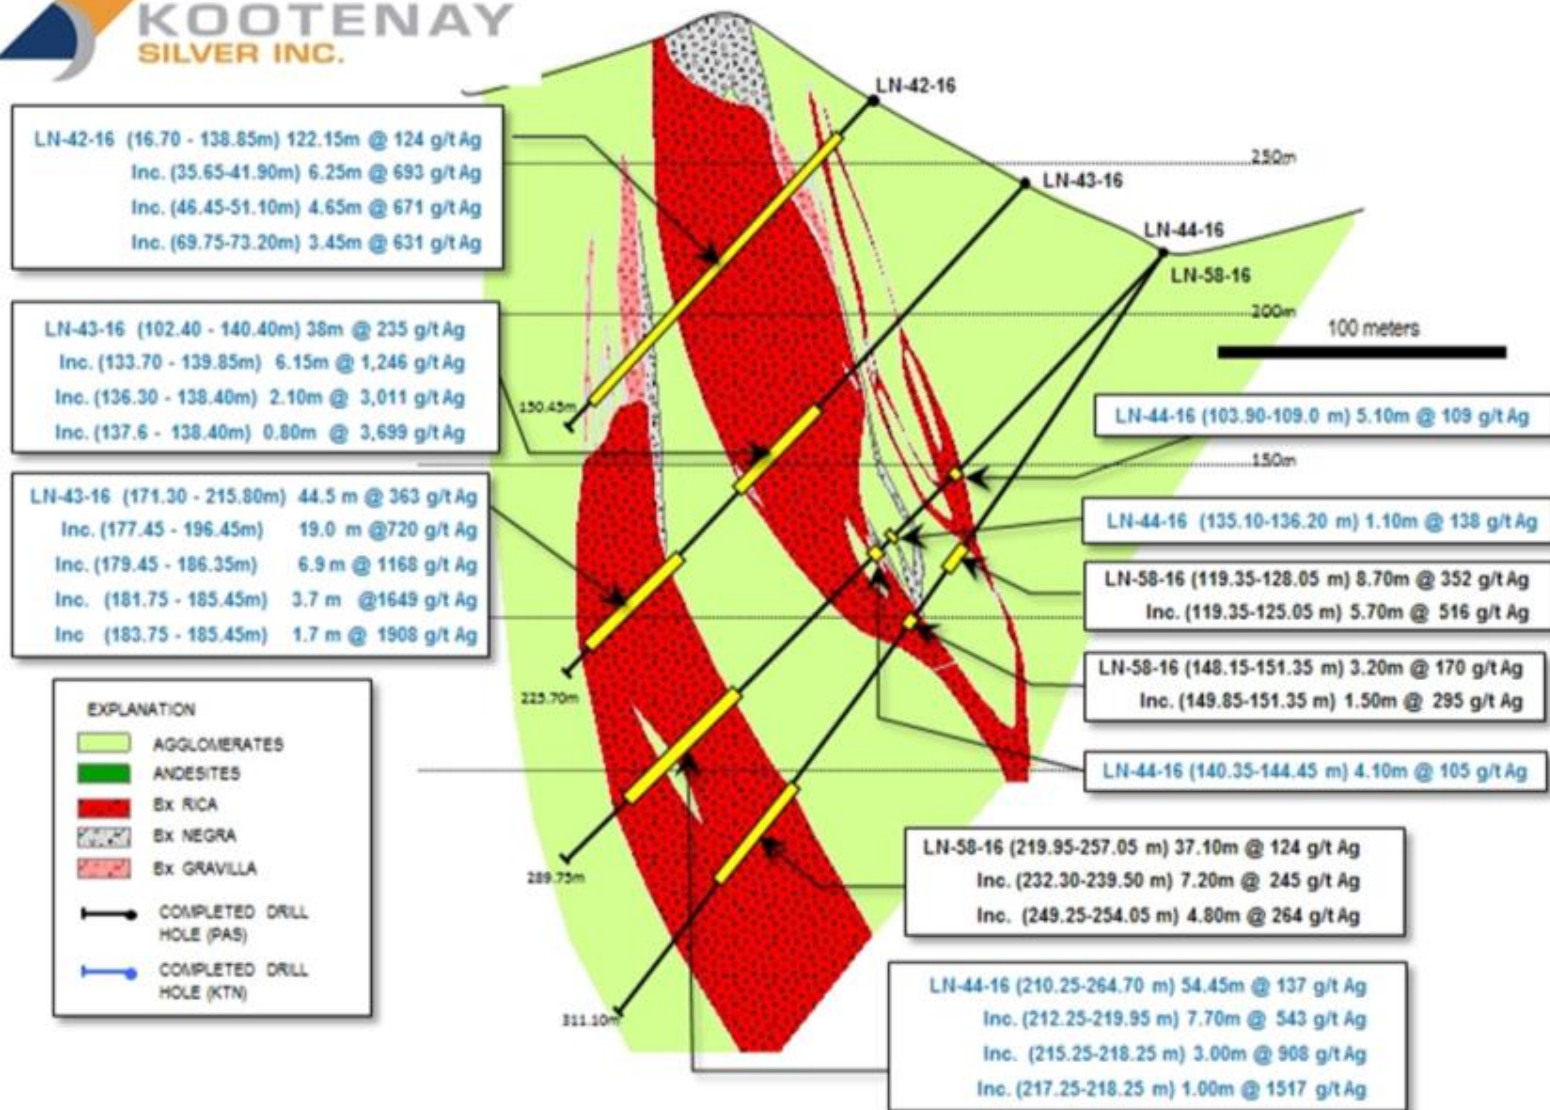 KOOTENAY
SILVER INC.
LN-42-16
LN-42-16 (16.70 - 138.85m) 122.15m @ 124 g/t Ag
Inc. (35.65-41.90m) 6.25m @ 693 g/t Ag
Inc. (46.45-51.10m) 4.65m @ 671 g/t Ag
Inc. (69.75-73.20m) 3.45m @ 631 g/t Ag
250m
LN-43-16
LN-44-16
LN-58-16
200m
100 meters
LN-43-16 (102.40 - 140.40m) 38m @ 235 g/t Ag
Inc. (133.70 - 139.85m) 6.15m @ 1,246 g/t Ag
Inc. (136.30 - 138.40m) 2.10m @ 3,011 g/t Ag
Inc. (137.6 - 138.40m) 0.80m @ 3,699 g/t Ag
150.45m
LN-44-16 (103.90-109.0 m) 5.10m @ 109 g/t Ag
150m
LN-43-16 (171.30 - 215.80m) 44.5 m @ 363 g/t Ag
Inc. (177.45 - 196.45m) 19.0 m @720 g/t Ag
Inc. (179.45 - 186.35m) 6.9 m @ 1168 g/t Ag
Inc. (181.75 - 185.45m) 3.7 m @1649 g/t Ag
Inc (183.75 - 185.45m) 1.7 m @ 1908 g/t Ag
LN-44-16 (135.10-136.20 m) 1.10m @ 138 g/t Ag
LN-58-16 (119.35-128.05 m) 8.70m @ 352 g/t Ag
Inc. (119.35-125.05 m) 5.70m @ 516 g/t Ag
LN-58-16 (148.15-151.35 m) 3.20m @ 170 g/t Ag
Inc. (149.85-151.35 m) 1.50m @ 295 g/t Ag
225.70m
LN-44-16 (140.35-144.45 m) 4.10m @ 105 g/t Ag
EXPLANATION
AGGLOMERATES
ANDESITES
Bx RICA
Bx NEGRA
Bx GRAVILLA
COMPLETED DRILL
HOLE (PAS)
COMPLETED DRILL
HOLE (KTN)
289.75m
LN-58-16 (219.95-257.05 m) 37.10m @ 124 g/t Ag
Inc. (232.30-239.50 m) 7.20m @ 245 g/t Ag
Inc. (249.25-254.05 m) 4.80m @ 264 g/t Ag
311.10m
LN-44-16 (210.25-264.70 m) 54.45m @ 137 g/t Ag
Inc. (212.25-219.95 m) 7.70m @ 543 g/t Ag
Inc. (215.25-218.25 m) 3.00m @ 908 g/t Ag
Inc. (217.25-218.25 m) 1.00m @ 1517 g/t Ag